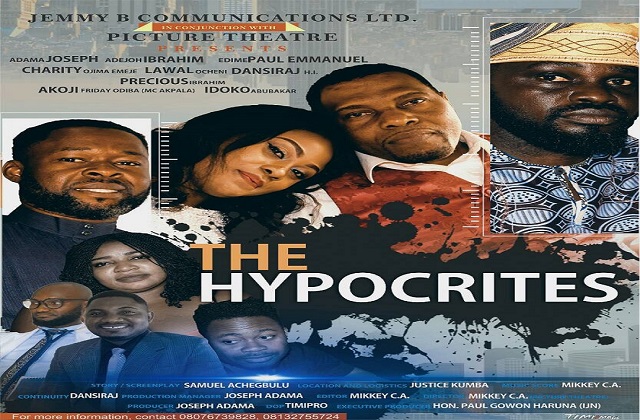 JEMMY B COMMUNICATIONS LTD.
IN CONJUNCTION WITH
PICTURE THEATRE
PRESENTS
ADAMA JOSEPH ADEJOH IBRAHIM EDIME PAUL EMMANUEL
CHARITY OJIMA EMEJE LAWAL OCHENI DANSIRAJ H.I.
PRECIOUS IBRAHIM
AKOJI FRIDAY ODIBA (MC AKPALA) IDOKO ABUBAKAR
THE
HYPOCRITES
STORY / SCREENPLAY SAMUEL ACHEGBULU LOCATION AND LOGISTICS JUSTICE KUMBA MUSIC SCORE MIKKEY C.A.
CONTINUITY DANSIRAJ PRODUCTION MANAGER JOSEPH ADAMA EDITOR MIKKEY C.A. DIRECTOR MIKKEY C.A.
PRODUCER JOSEPH ADAMA DOP TIMIPRO EXECUTIVE PRODUCER HON. PAUL GOWON HARUNA (IJN)
For more information, contact 08076739828, 08132755724